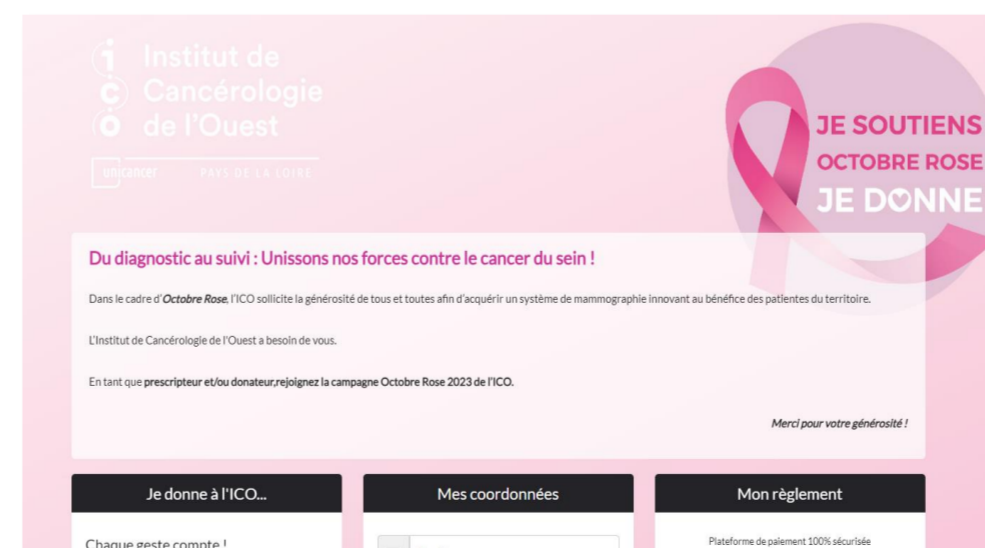 ico
Institut de
Cancérologie
de l'Ouest
unicancer PAYS DE LA LOIRE
JE SOUTIENS
OCTOBRE ROSE
JE DONNE
Du diagnostic au suivi : Unissons nos forces contre le cancer du sein !
Dans le cadre d'Octobre Rose, l'ICO sollicite la générosité de tous et toutes afin d'acquérir un système de mammographie innovant au bénéfice des patientes du territoire.
L'Institut de Cancérologie de l'Ouest a besoin de vous.
En tant que prescripteur et/ou donateur,rejoignez la campagne Octobre Rose 2023 de l'ICO.
Merci pour votre générosité !
Je donne à l'ICO...
Mes coordonnées
Mon règlement
Chaque geste compte !
Plateforme de paiement 100% sécurisée